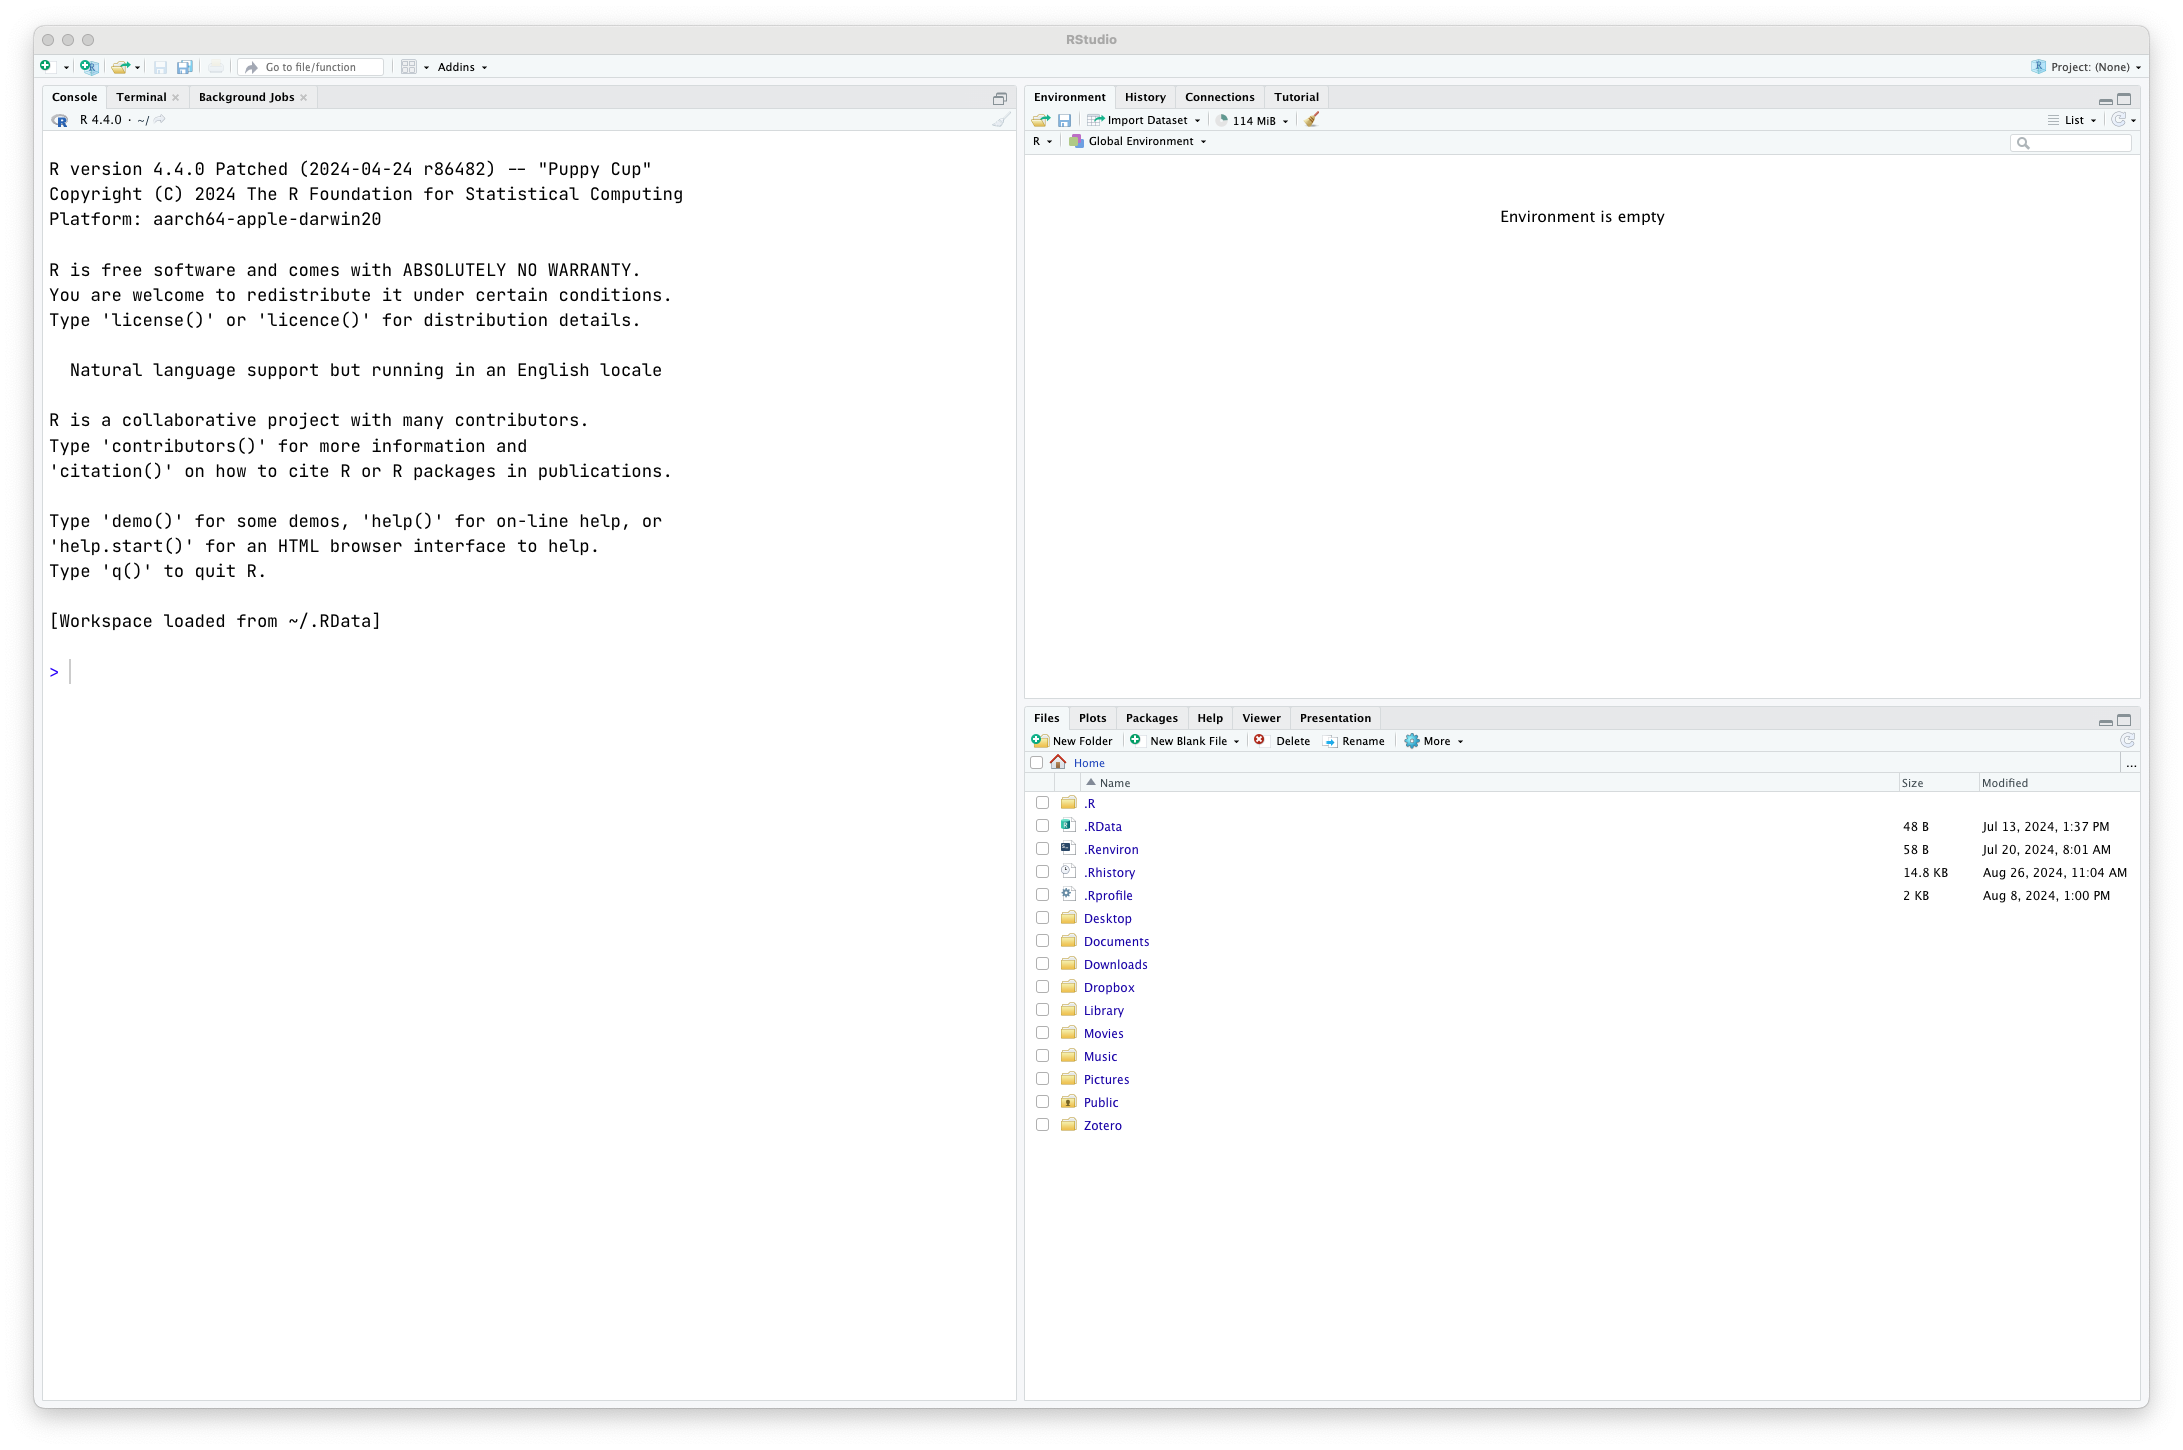 RStudio
Go to file/function
Addins
Project: (None)
Console
Terminal
Background Jobs
R 4.4.0 · ~/
R version 4.4.0 Patched (2024-04-24 r86482) -- "Puppy Cup"
Copyright (C) 2024 The R Foundation for Statistical Computing
Platform: aarch64-apple-darwin20
R is free software and comes with ABSOLUTELY NO WARRANTY.
You are welcome to redistribute it under certain conditions.
Type 'license()' or 'licence()' for distribution details.
Natural language support but running in an English locale
R is a collaborative project with many contributors.
Type 'contributors()' for more information and
'citation()' on how to cite R or R packages in publications.
Type 'demo()' for some demos, 'help()' for on-line help, or
'help.start()' for an HTML browser interface to help.
Type 'q()' to quit R.
[Workspace loaded from ~/.RData]
>
Environment
History
Connections
Tutorial
Import Dataset
114 MiB
List
R
Global Environment
Environment is empty
Files
Plots
Packages
Help
Viewer
Presentation
New Folder
New Blank File
Delete
Rename
More
Home
...
Name Size Modified
.R
.RData 48 B Jul 13, 2024, 1:37 PM
.Renviron 58 B Jul 20, 2024, 8:01 AM
.Rhistory 14.8 KB Aug 26, 2024, 11:04 AM
.Rprofile 2 KB Aug 8, 2024, 1:00 PM
Desktop
Documents
Downloads
Dropbox
Library
Movies
Music
Pictures
Public
Zotero